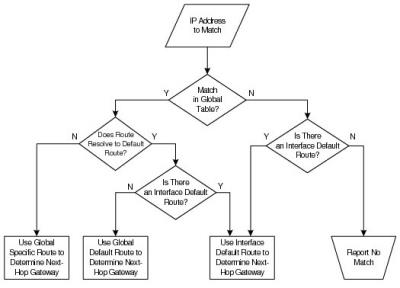 IP Address
to Match
Match
in Global
Table?
Y
N
Does Route
Resolve to Default
Route?
Is There
an Interface Default
Route?
N
Y
Y
N
Is There
an Interface Default
Route?
N
Y
Use Global
Specific Route to
Determine Next-
Hop Gateway
Use Global
Default Route to
Determine Next-
Hop Gateway
Use Interface
Default Route to
Determine Next-
Hop Gateway
Report No
Match